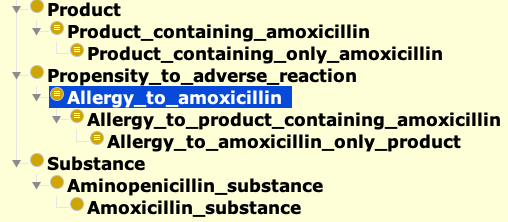 Product
Product_containing_amoxicillin
Product_containing_only_amoxicillin
Propensity_to_adverse_reaction
Allergy_to_amoxicillin
Allergy_to_product_containing_amoxicillin
Allergy_to_amoxicillin_only_product
Substance
Aminopenicillin_substance
Amoxicillin_substance